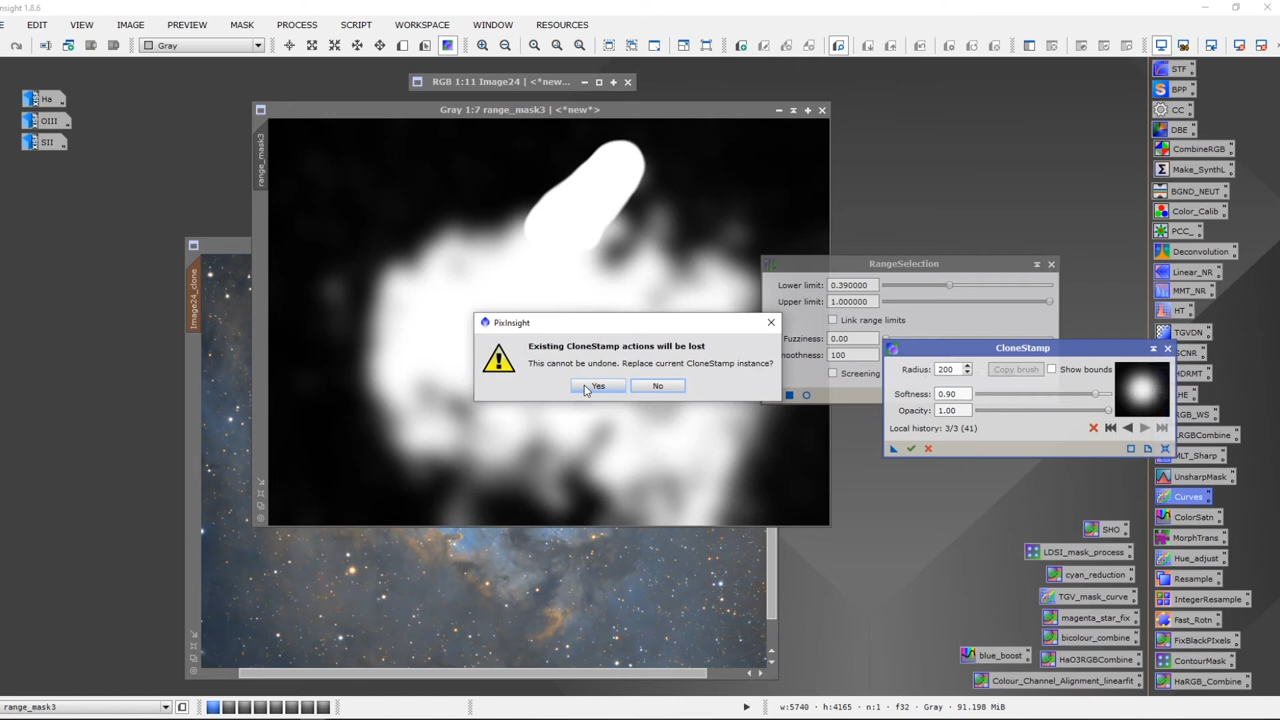 nsight 1.8.6
EDIT VIEW IMAGE PREVIEW MASK PROCESS SCRIPT WORKSPACE WINDOW RESOURCES
Gray
RGB 1:11 Image24 | <*new...
Gray 1:7 range_mask3 | <*new*>
range_mask3
Ha
OIII
SII
Image24_clone
RangeSelection
Lower limit: 0.390000
Upper limit: 1.000000
Link range limits
Fuzziness: 0.00
moothness: 100
Screening
PixInsight
Existing CloneStamp actions will be lost
This cannot be undone. Replace current CloneStamp instance?
Yes No
CloneStamp
Radius: 200 Copy brush Show bounds
Softness: 0.90
Opacity: 1.00
Local history: 3/3 (41)
STF
BPP
CC
DBE
CombineRGB
Make_SynthL
BGND_NEUT
Color_Calib
PCC_
Deconvolution
Linear_NR
MMT_NR
HT
TGVDN
SCNR
HDRMT
LHE
RGB_WS
LRGBCombine
MLT_Sharp
UnsharpMask
Curves
ColorSatn
MorphTrans
Hue_adjust
Resample
IntegerResample
Fast_Rotn
FixBlackPIxels
ContourMask
HaRGB_Combine
SHO
LDSI_mask_process
cyan_reduction
TGV_mask_curve
magenta_star_fix
bicolour_combine
blue_boost
HaO3RGBCombine
Colour_Channel_Alignment_linearfit
range_mask3
w:5740 · h:4165 · n:1 · f32 · Gray · 91.198 MiB